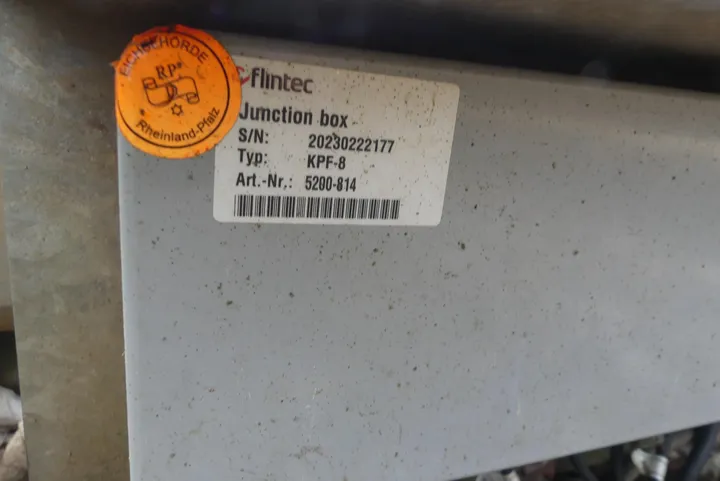 EICHBEHÖRDE
RP
Rheinland-Pfalz
flintec
Junction box
S/N: 20230222177
Typ: KPF-8
Art.-Nr.: 5200-814